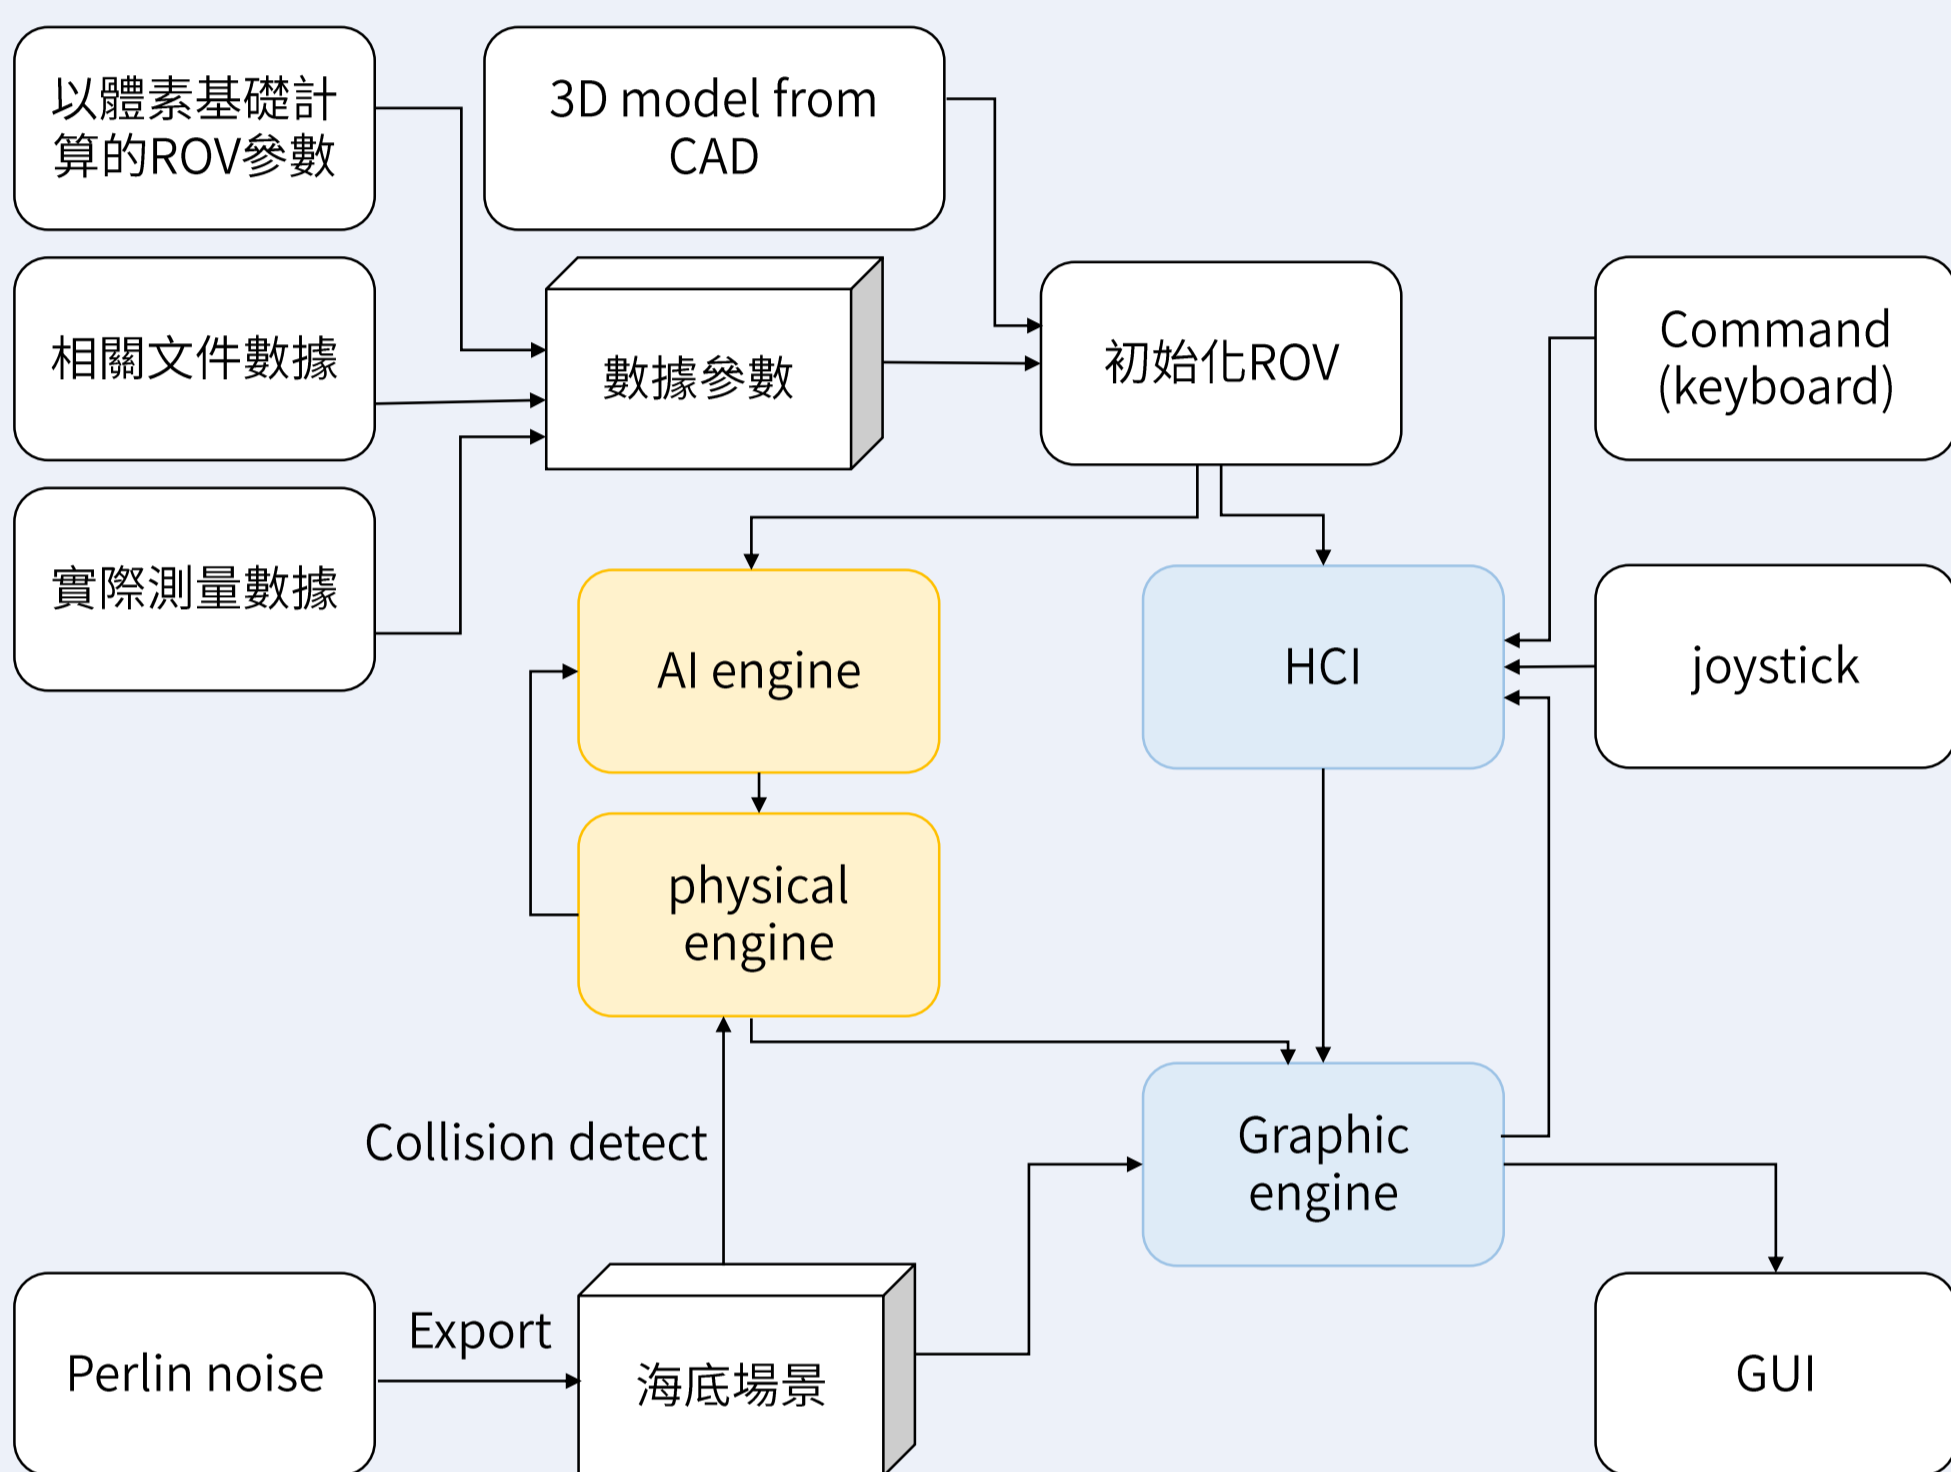 以體素基礎計
算的ROV參數
3D model from
CAD
相關文件數據
數據參數
初始化ROV
Command
(keyboard)
實際測量數據
AI engine
HCI
joystick
physical
engine
Collision detect
Graphic
engine
Perlin noise
Export
海底場景
GUI